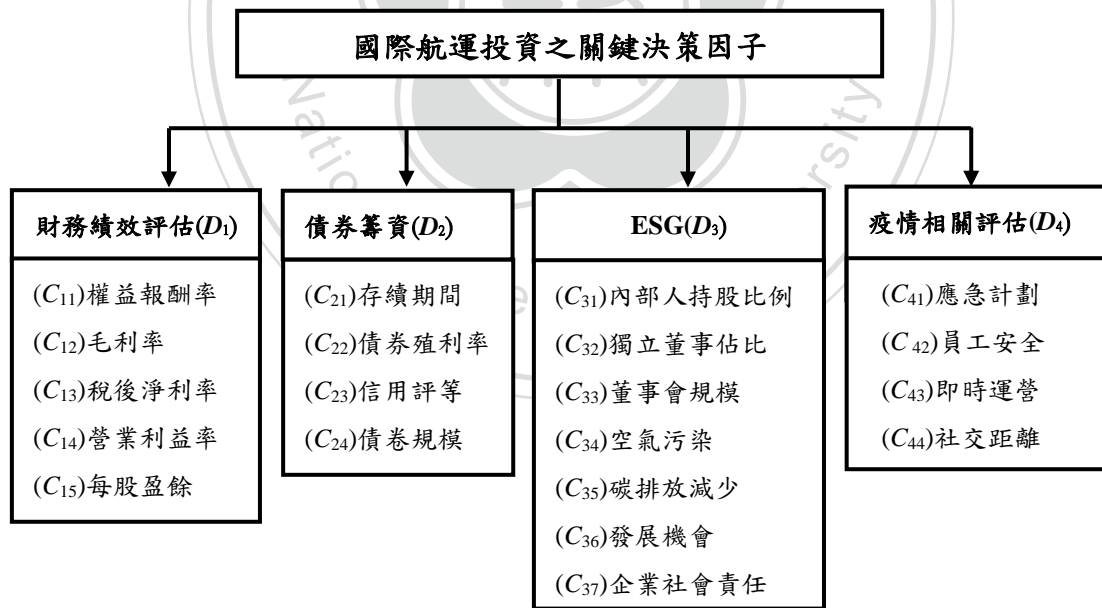 國際航運投資之關鍵決策因子
財務績效評估(D1)
(C11)權益報酬率
(C12)毛利率
(C13)稅後淨利率
(C14)營業利益率
(C15)每股盈餘
債券籌資(D2)
(C21)存續期間
(C22)債券殖利率
(C23)信用評等
(C24)債卷規模
ESG(D3)
(C31)內部人持股比例
(C32)獨立董事佔比
(C33)董事會規模
(C34)空氣污染
(C35)碳排放減少
(C36)發展機會
(C37)企業社會責任
疫情相關評估(D4)
(C41)應急計劃
(C 42)員工安全
(C43)即時運營
(C44)社交距離